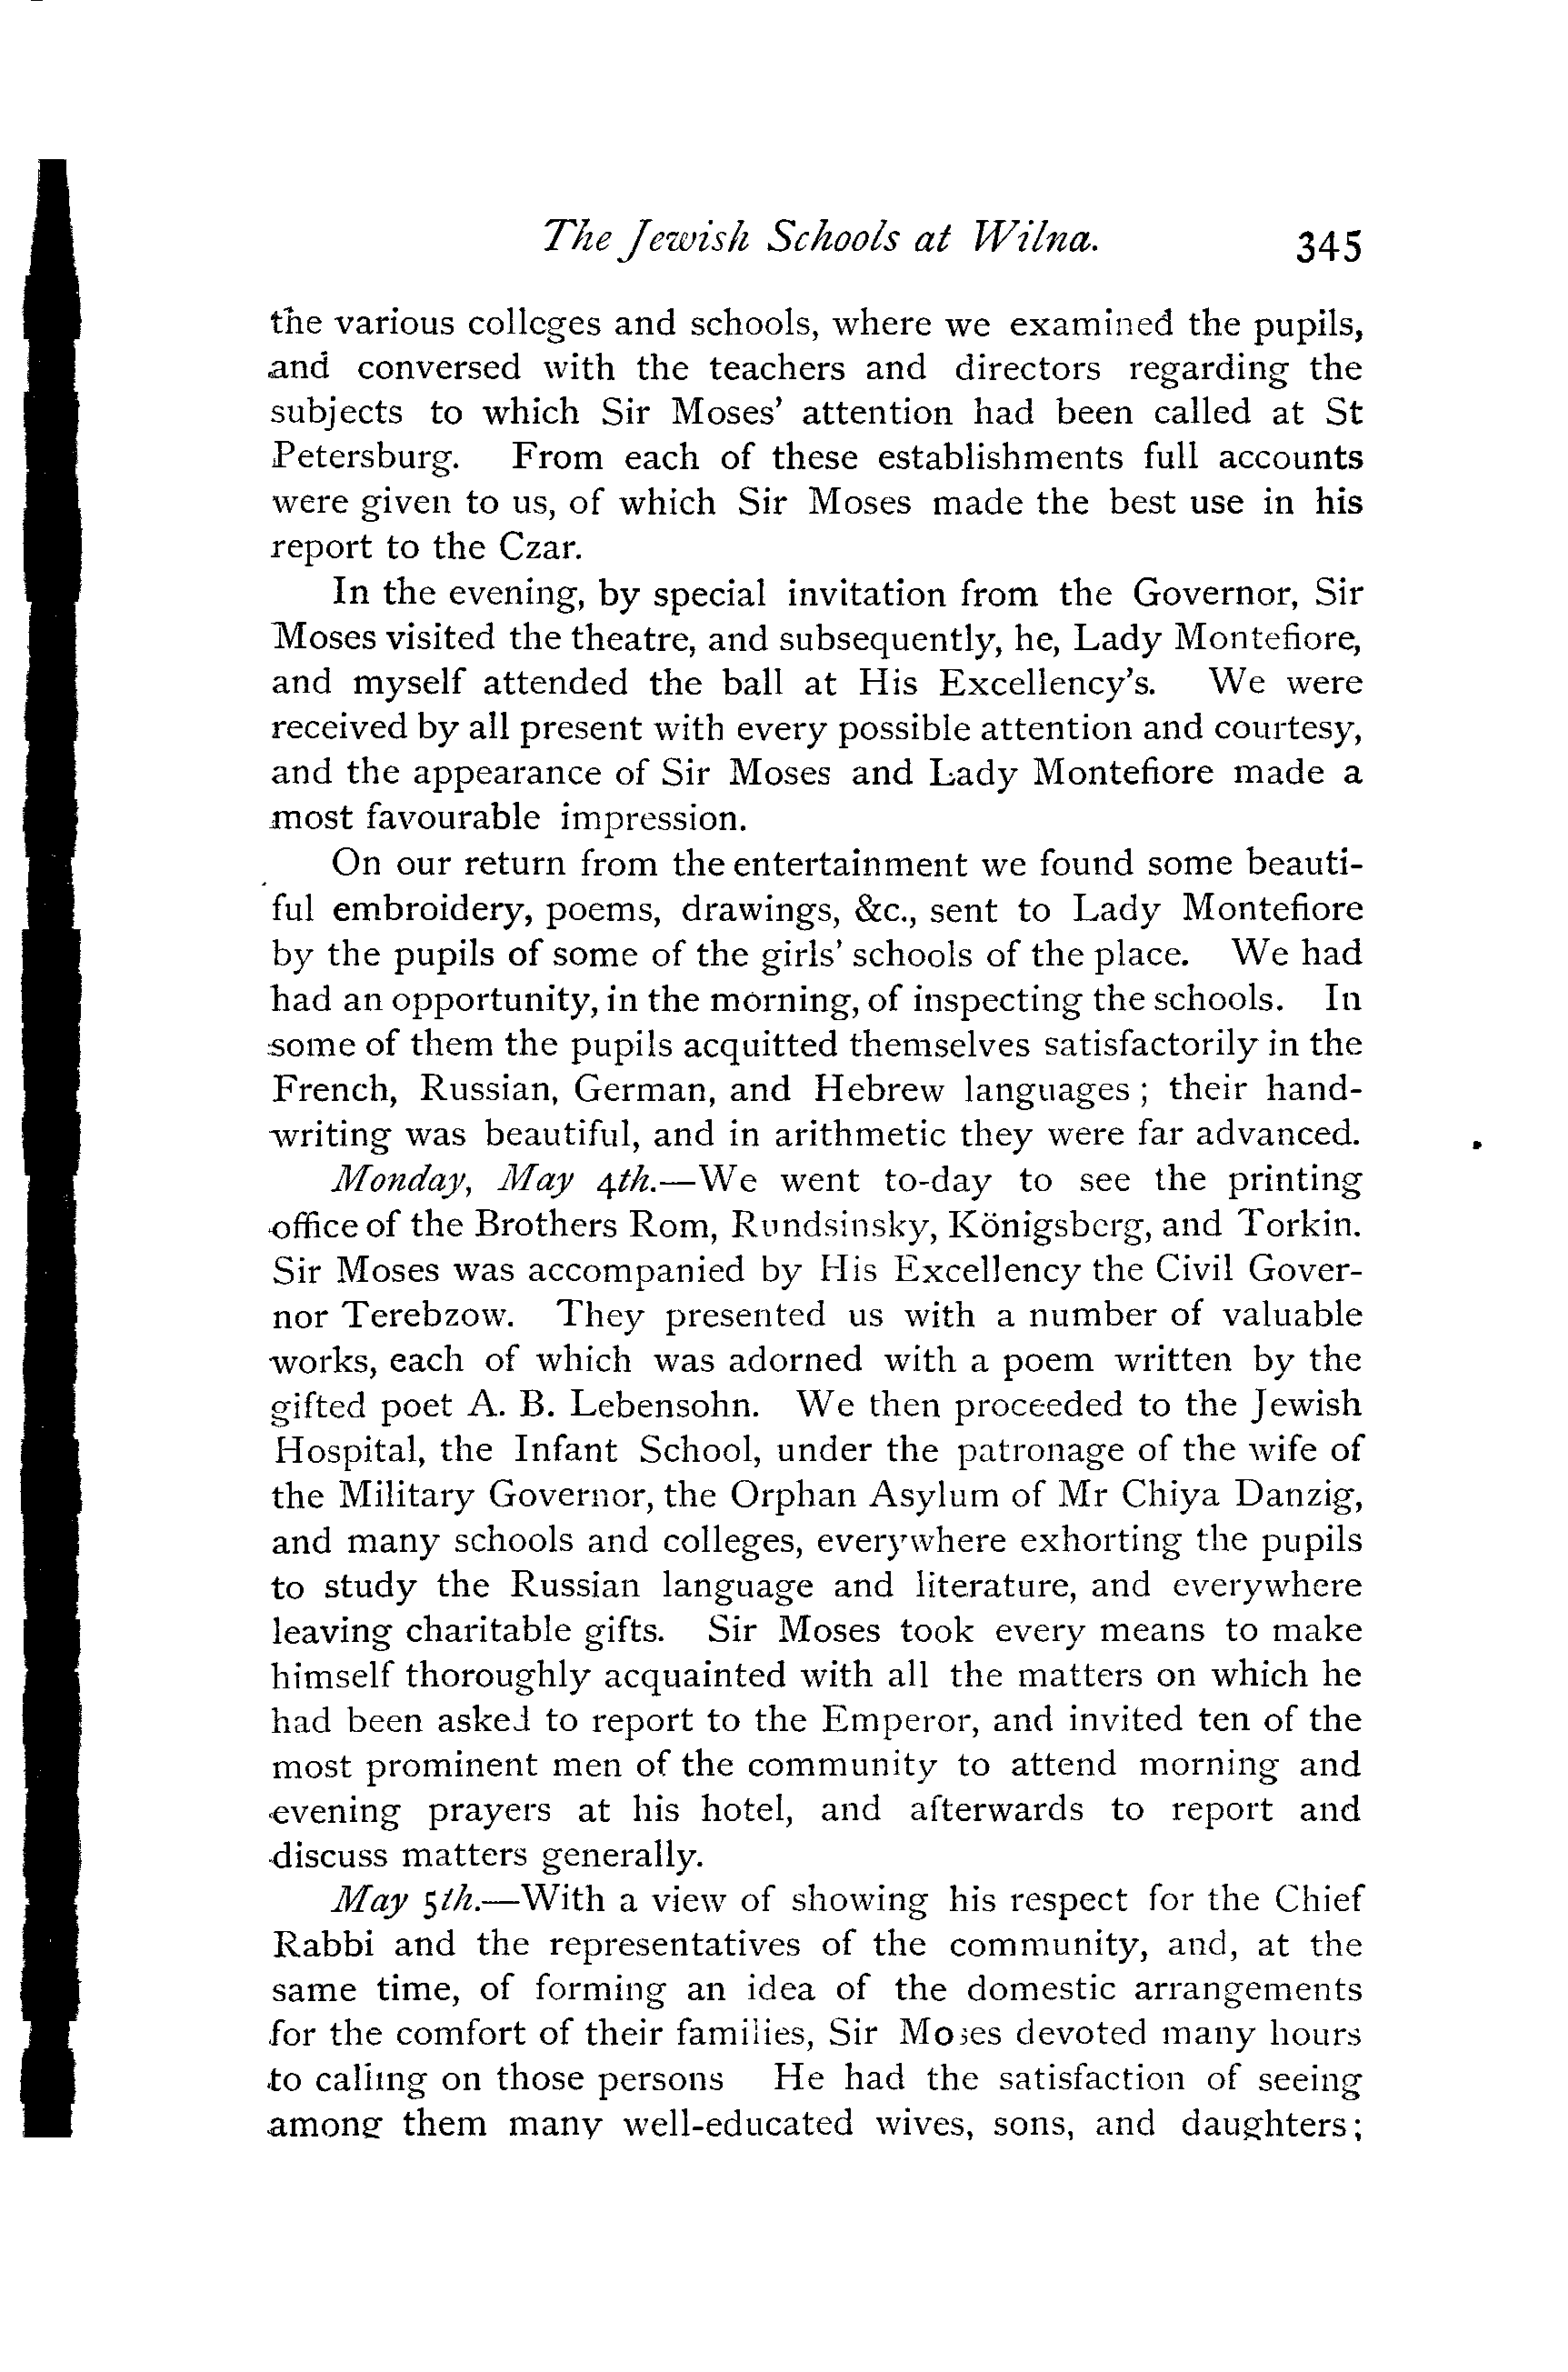 The Jewish Schools at Wilna. 345
the various colleges and schools, where we examined the pupils,
and conversed with the teachers and directors regarding the
subjects to which Sir Moses' attention had been called at St
Petersburg. From each of these establishments full accounts
were given to us, of which Sir Moses made the best use in his
report to the Czar.
In the evening, by special invitation from the Governor, Sir
Moses visited the theatre, and subsequently, he, Lady Montefiore,
and myself attended the ball at His Excellency's. We were
received by all present with every possible attention and courtesy,
and the appearance of Sir Moses and Lady Montefiore made a
most favourable impression.
On our return from the entertainment we found some beauti-
ful embroidery, poems, drawings, &c., sent to Lady Montefiore
by the pupils of some of the girls' schools of the place. We had
had an opportunity, in the morning, of inspecting the schools. In
some of them the pupils acquitted themselves satisfactorily in the
French, Russian, German, and Hebrew languages; their hand-
writing was beautiful, and in arithmetic they were far advanced.
Monday, May 4th.—We went to-day to see the printing
office of the Brothers Rom, Rundsinsky, Königsberg, and Torkin.
Sir Moses was accompanied by His Excellency the Civil Gover-
nor Terebzow. They presented us with a number of valuable
works, each of which was adorned with a poem written by the
gifted poet A. B. Lebensohn. We then proceeded to the Jewish
Hospital, the Infant School, under the patronage of the wife of
the Military Governor, the Orphan Asylum of Mr Chiya Danzig,
and many schools and colleges, everywhere exhorting the pupils
to study the Russian language and literature, and everywhere
leaving charitable gifts. Sir Moses took every means to make
himself thoroughly acquainted with all the matters on which he
had been asked to report to the Emperor, and invited ten of the
most prominent men of the community to attend morning and
evening prayers at his hotel, and afterwards to report and
discuss matters generally.
May 5th.—With a view of showing his respect for the Chief
Rabbi and the representatives of the community, and, at the
same time, of forming an idea of the domestic arrangements
for the comfort of their families, Sir Moses devoted many hours
to calling on those persons He had the satisfaction of seeing
among them many well-educated wives, sons, and daughters;